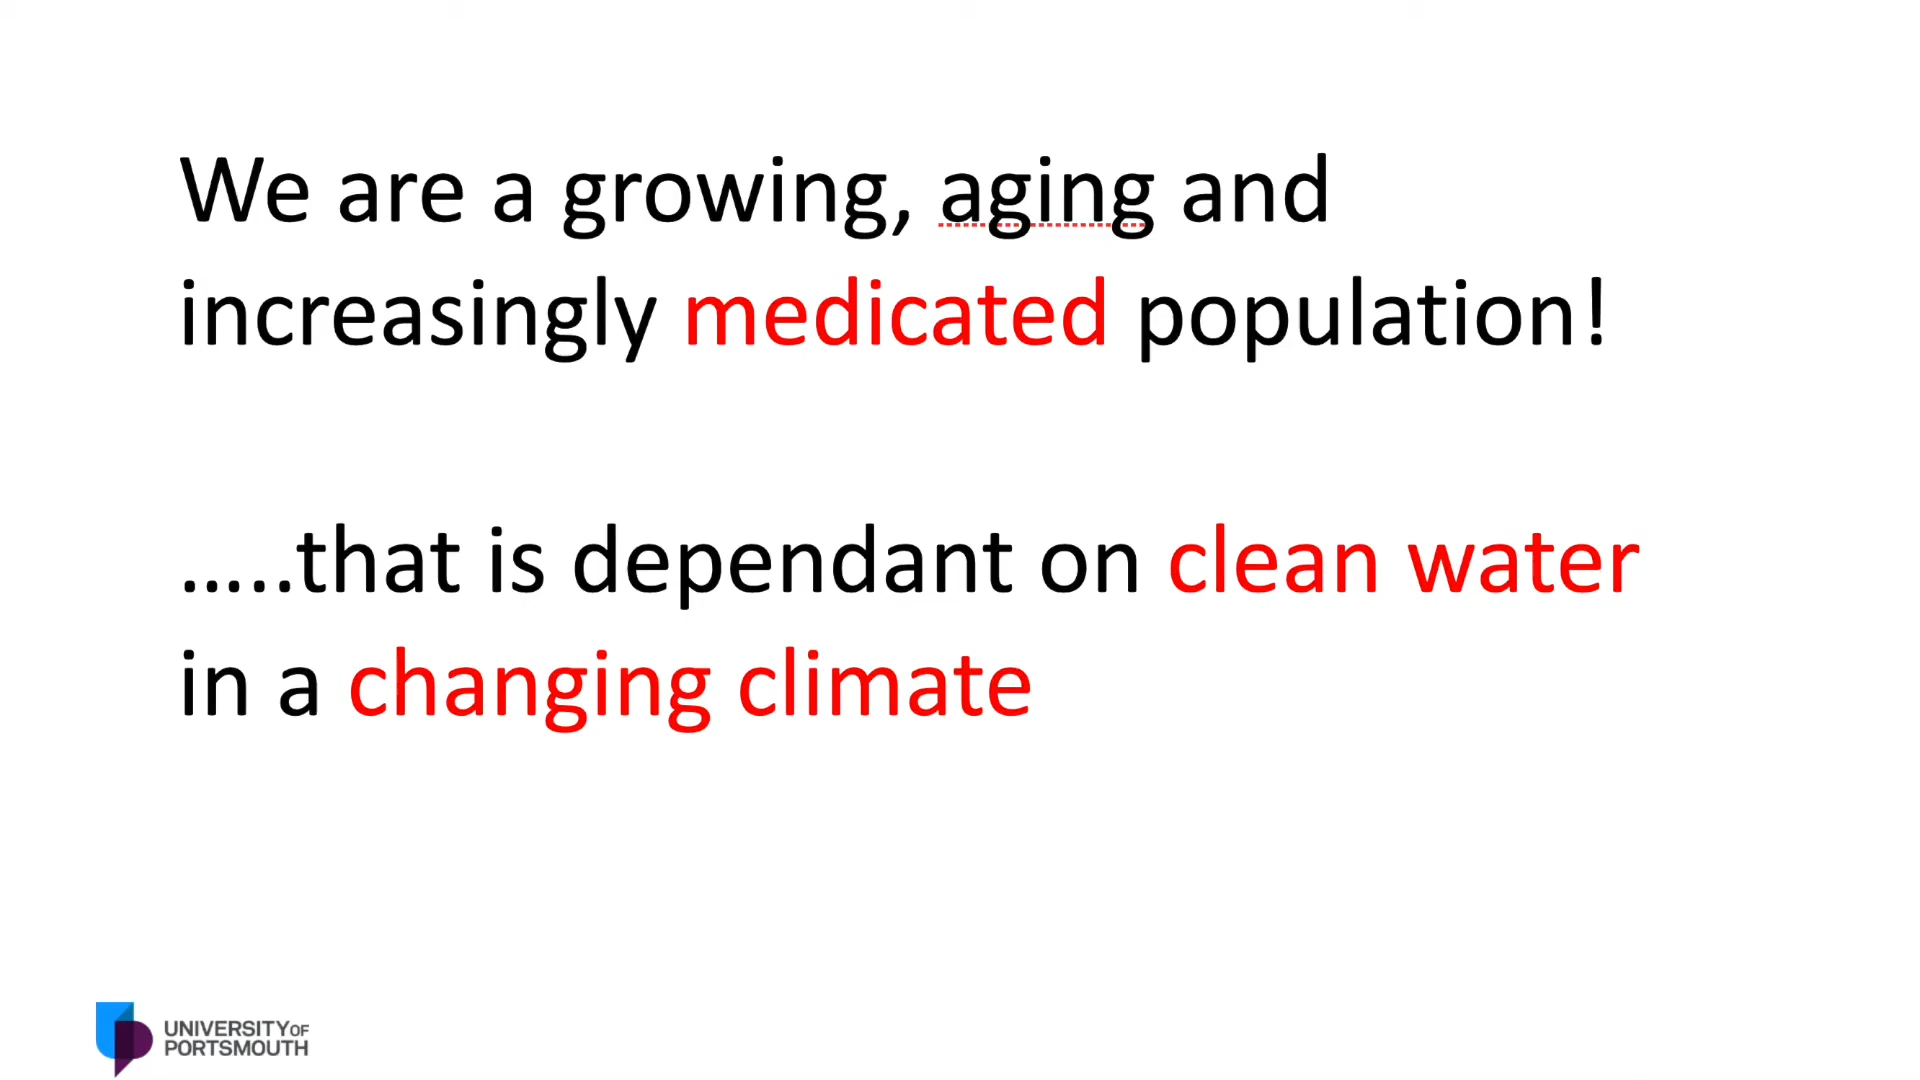 We are a growing, aging and
increasingly medicated population!
…..that is dependant on clean water
in a changing climate
UNIVERSITY OF
PORTSMOUTH